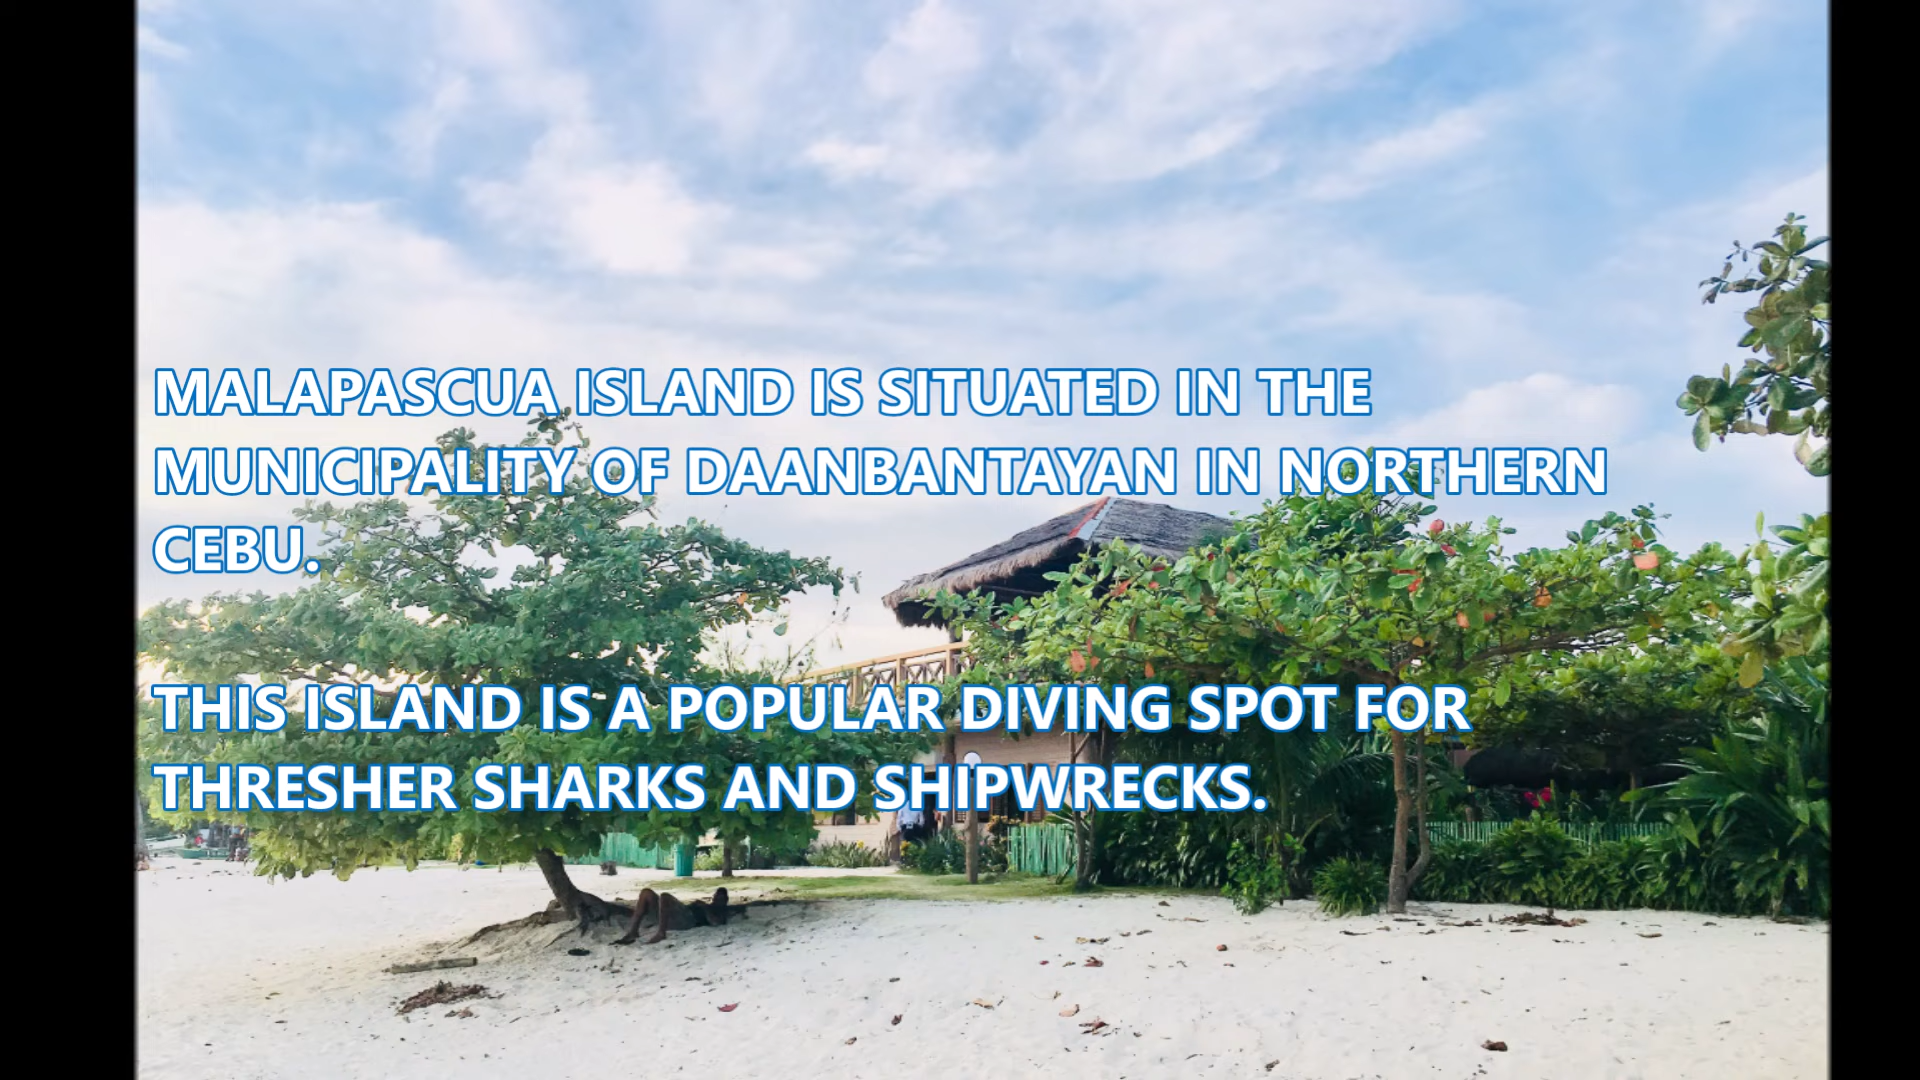 MALAPASCUA ISLAND IS SITUATED IN THE
MUNICIPALITY OF DAANBANTAYAN IN NORTHERN
CEBU.
THIS ISLAND IS A POPULAR DIVING SPOT FOR
THRESHER SHARKS AND SHIPWRECKS.